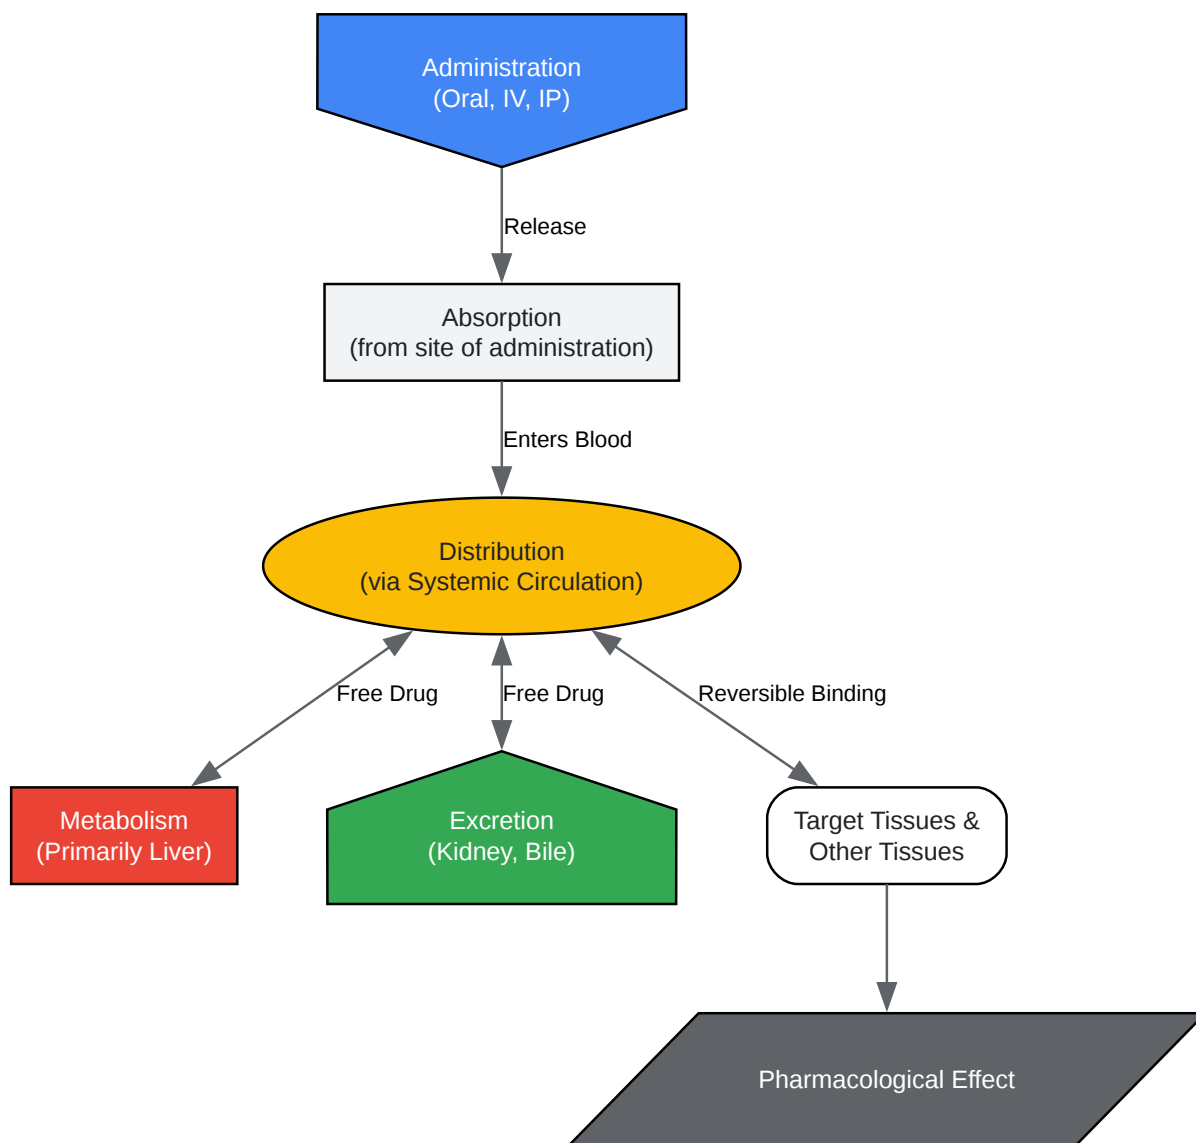 Administration
(Oral, IV, IP)
Release
Absorption
(from site of administration)
Enters Blood
Distribution
(via Systemic Circulation)
Free Drug
Free Drug
Reversible Binding
Metabolism
(Primarily Liver)
Excretion
(Kidney, Bile)
Target Tissues &
Other Tissues
Pharmacological Effect